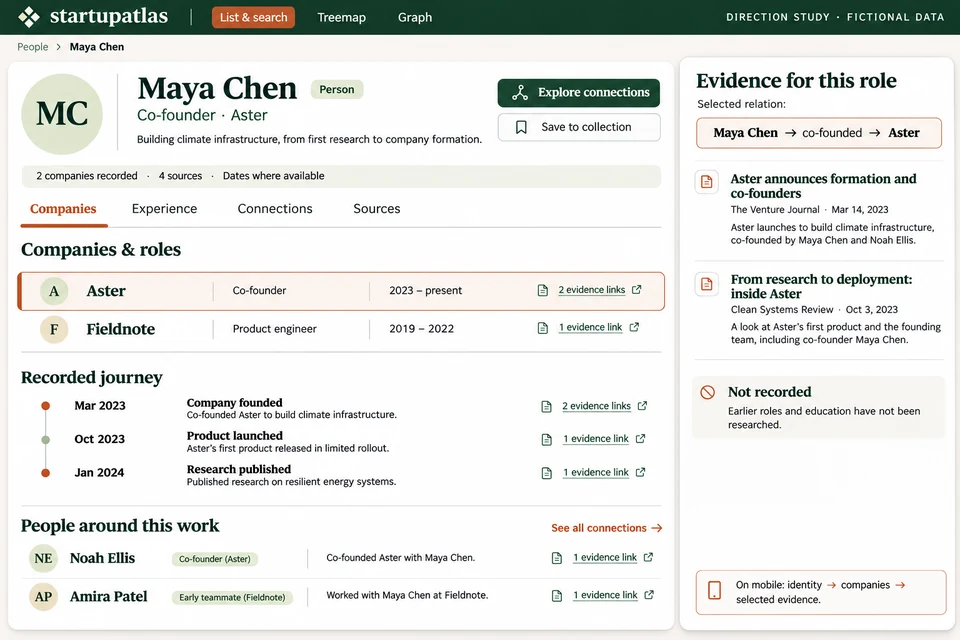 startupatlas
List & search
Treemap
Graph
DIRECTION STUDY · FICTIONAL DATA
People > Maya Chen
MC
Maya Chen
Person
Co-founder · Aster
Building climate infrastructure, from first research to company formation.
Explore connections
Save to collection
2 companies recorded · 4 sources · Dates where available
Companies
Experience
Connections
Sources
Companies & roles
A Aster Co-founder 2023 – present 2 evidence links
F Fieldnote Product engineer 2019 – 2022 1 evidence link
Recorded journey
Mar 2023 Company founded 2 evidence links
Co-founded Aster to build climate infrastructure.
Oct 2023 Product launched 1 evidence link
Aster's first product released in limited rollout.
Jan 2024 Research published 1 evidence link
Published research on resilient energy systems.
People around this work
See all connections →
NE Noah Ellis Co-founder (Aster) Co-founded Aster with Maya Chen. 1 evidence link
AP Amira Patel Early teammate (Fieldnote) Worked with Maya Chen at Fieldnote. 1 evidence link
Evidence for this role
Selected relation:
Maya Chen → co-founded → Aster
Aster announces formation and
co-founders
The Venture Journal · Mar 14, 2023
Aster launches to build climate infrastructure,
co-founded by Maya Chen and Noah Ellis.
From research to deployment:
inside Aster
Clean Systems Review · Oct 3, 2023
A look at Aster's first product and the founding
team, including co-founder Maya Chen.
Not recorded
Earlier roles and education have not been
researched.
On mobile: identity → companies →
selected evidence.